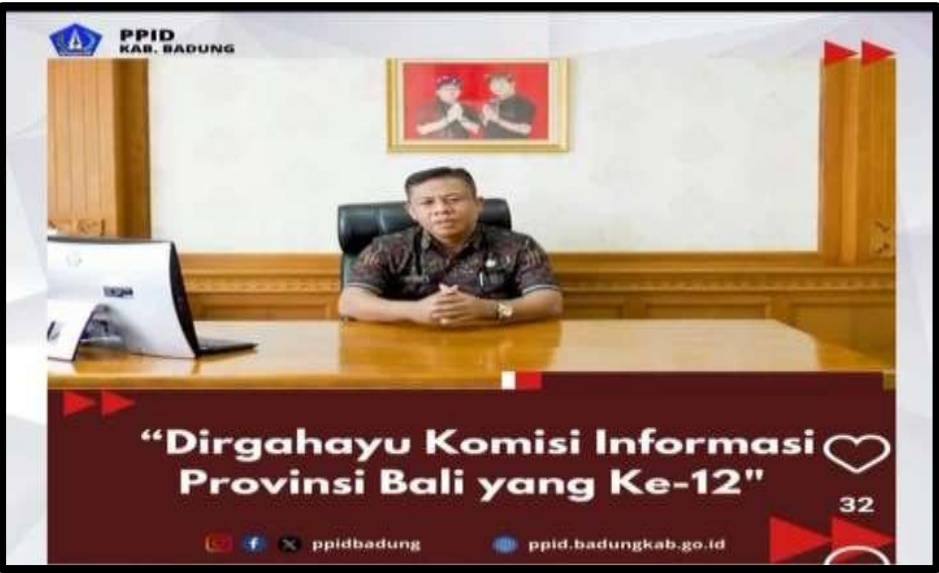 PPID
KAB. BADUNG
“Dirgahayu Komisi Informasi
Provinsi Bali yang Ke-12"
32
ppidbadung
ppid.badungkab.go.id